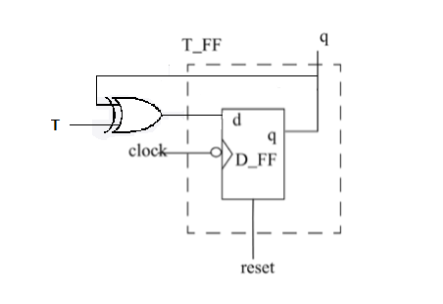 q
T_FF
d
T
q
clock
D_FF
reset